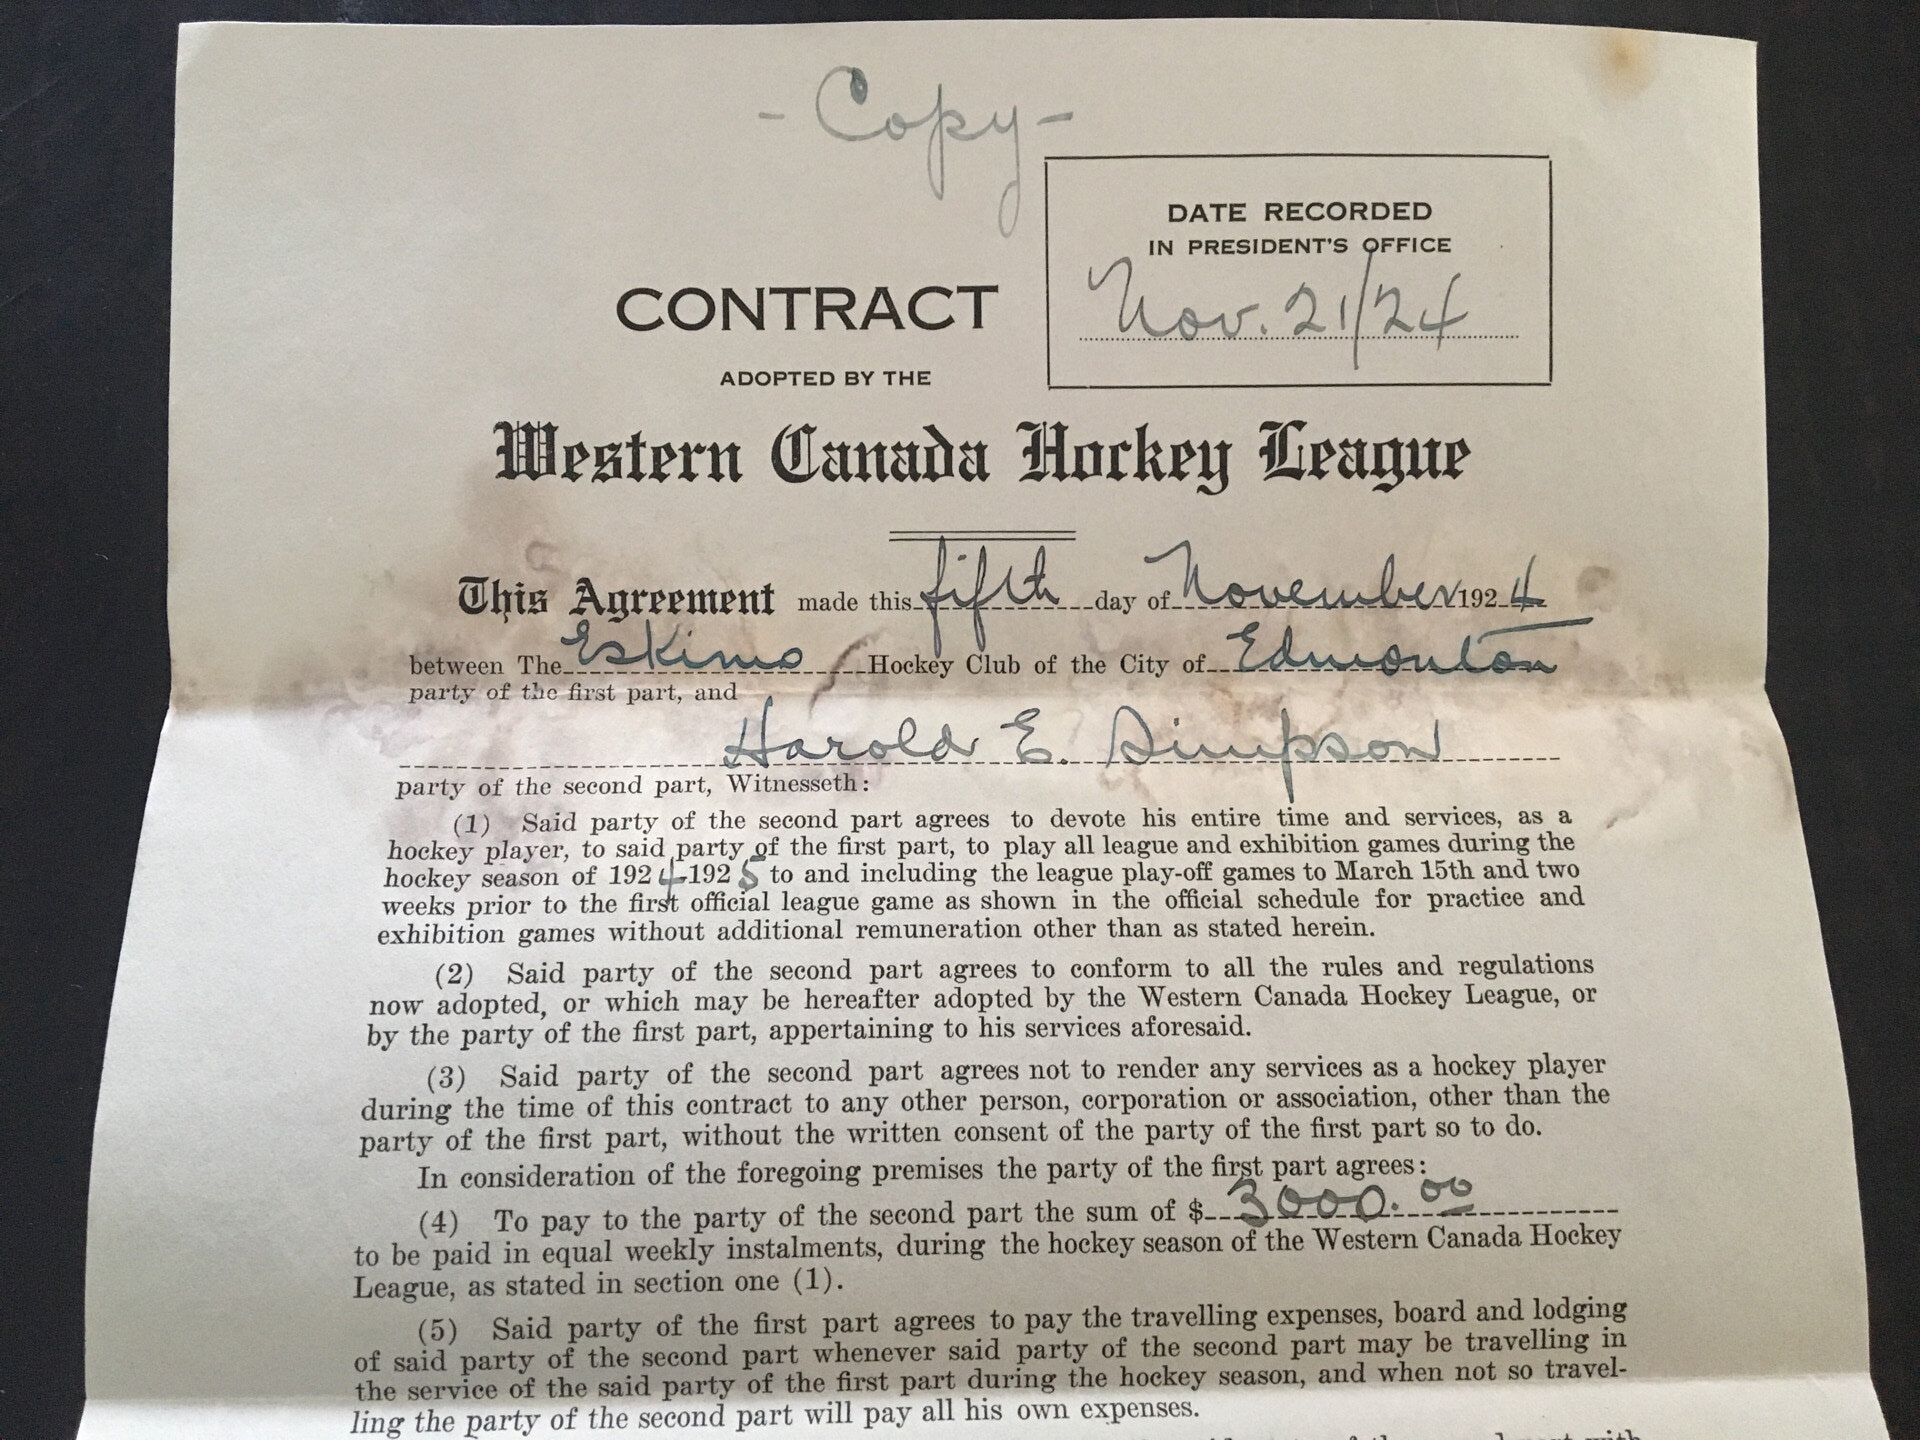 - Copy -
DATE RECORDED
IN PRESIDENT'S OFFICE
Nov. 21/24
CONTRACT
ADOPTED BY THE
Western Canada Hockey League
This Agreement made this fifth day of November 1924
between The Eskimo Hockey Club of the City of Edmonton
party of the first part, and
Harold E. Simpson
party of the second part, Witnesseth:
(1) Said party of the second part agrees to devote his entire time and services, as a
hockey player, to said party of the first part, to play all league and exhibition games during the
hockey season of 1924-1925 to and including the league play-off games to March 15th and two
weeks prior to the first official league game as shown in the official schedule for practice and
exhibition games without additional remuneration other than as stated herein.
(2) Said party of the second part agrees to conform to all the rules and regulations
now adopted, or which may be hereafter adopted by the Western Canada Hockey League, or
by the party of the first part, appertaining to his services aforesaid.
(3) Said party of the second part agrees not to render any services as a hockey player
during the time of this contract to any other person, corporation or association, other than the
party of the first part, without the written consent of the party of the first part so to do.
In consideration of the foregoing premises the party of the first part agrees:
(4) To pay to the party of the second part the sum of $3000.00
to be paid in equal weekly instalments, during the hockey season of the Western Canada Hockey
League, as stated in section one (1).
(5) Said party of the first part agrees to pay the travelling expenses, board and lodging
of said party of the second part whenever said party of the second part may be travelling in
the service of the said party of the first part during the hockey season, and when not so travel-
ling the party of the second part will pay all his own expenses.